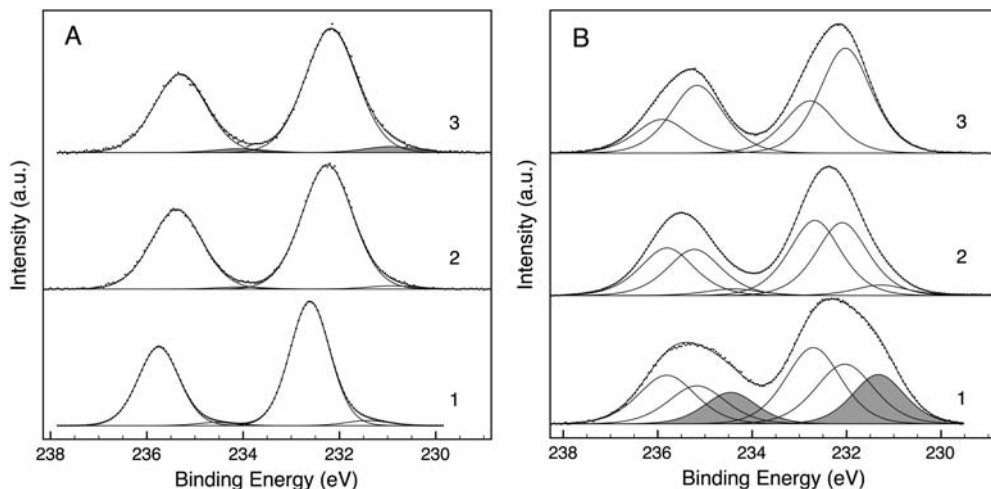 A
B
3
3
2
2
1
1
Intensity (a.u.)
Intensity (a.u.)
238 236 234 232 230
238 236 234 232 230
Binding Energy (eV)
Binding Energy (eV)